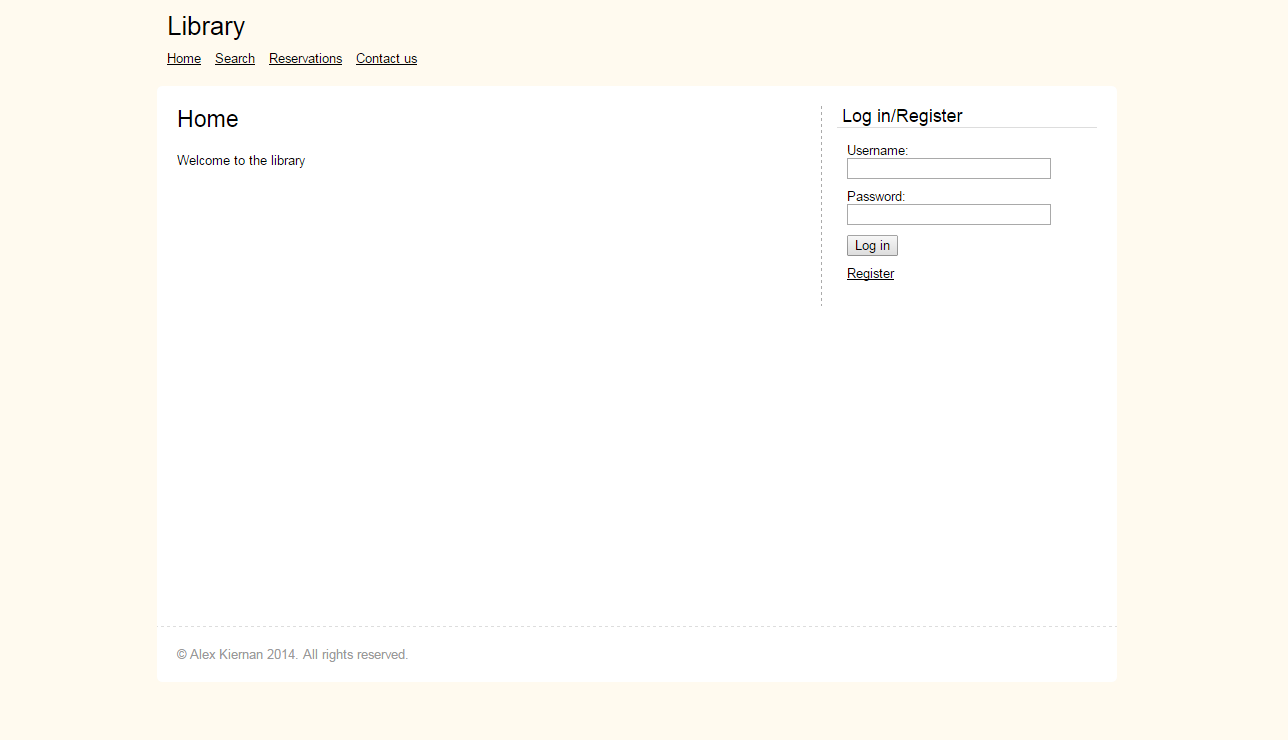 Library
Home Search Reservations Contact us
Home
Welcome to the library
Log in/Register
Username:
Password:
Log in
Register
© Alex Kiernan 2014. All rights reserved.